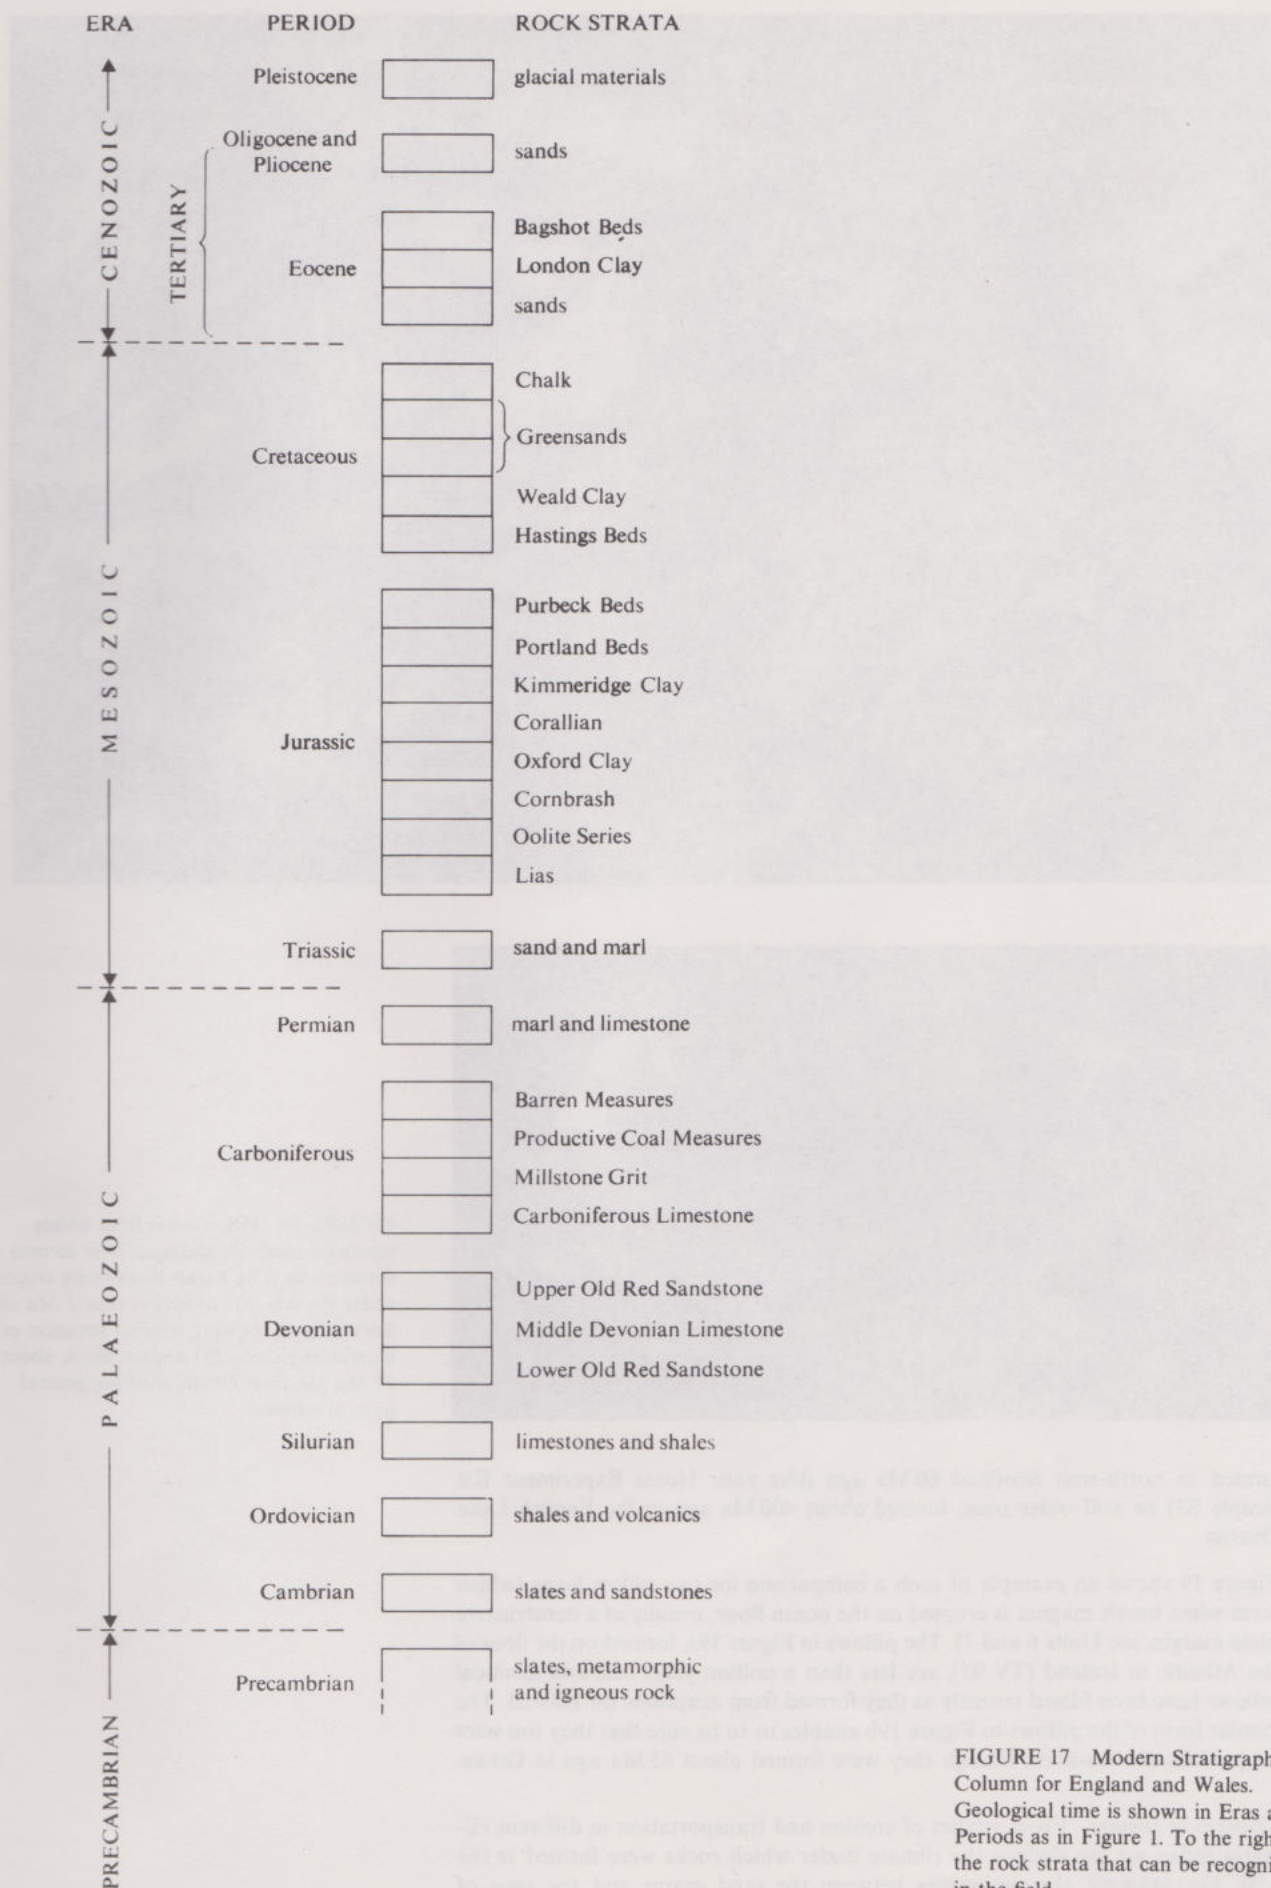 ERA PERIOD ROCK STRATA
Pleistocene glacial materials
Oligocene and
Pliocene sands
Bagshot Beds
Eocene London Clay
sands
CENOZOIC
TERTIARY
Chalk
Greensands
Cretaceous
Weald Clay
Hastings Beds
MESOZOIC
Purbeck Beds
Portland Beds
Kimmeridge Clay
Corallian
Jurassic
Oxford Clay
Cornbrash
Oolite Series
Lias
Triassic sand and marl
Permian marl and limestone
Barren Measures
Productive Coal Measures
Carboniferous
Millstone Grit
Carboniferous Limestone
PALAEOZOIC
Upper Old Red Sandstone
Devonian Middle Devonian Limestone
Lower Old Red Sandstone
Silurian limestones and shales
Ordovician shales and volcanics
Cambrian slates and sandstones
Precambrian slates, metamorphic
and igneous rock
PRECAMBRIAN
FIGURE 17 Modern Stratigraph
Column for England and Wales.
Geological time is shown in Eras a
Periods as in Figure 1. To the righ
the rock strata that can be recogni
in the field